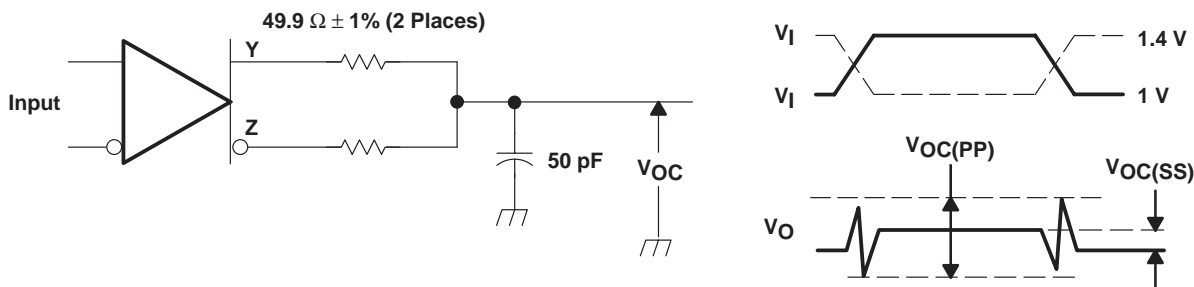 49.9 Ω ± 1% (2 Places)
Y
Input
Z
50 pF
VOC
VI
1.4 V
VI
1 V
VOC(PP)
VOC(SS)
VO